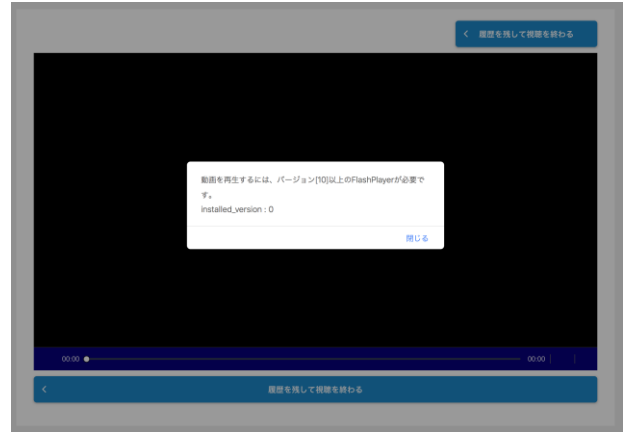 履歴を残して視聴を終わる
動画を再生するには、バージョン[10]以上のFlashPlayerが必要で
す。
installed_version : 0
閉じる
00:00
00:00
履歴を残して視聴を終わる